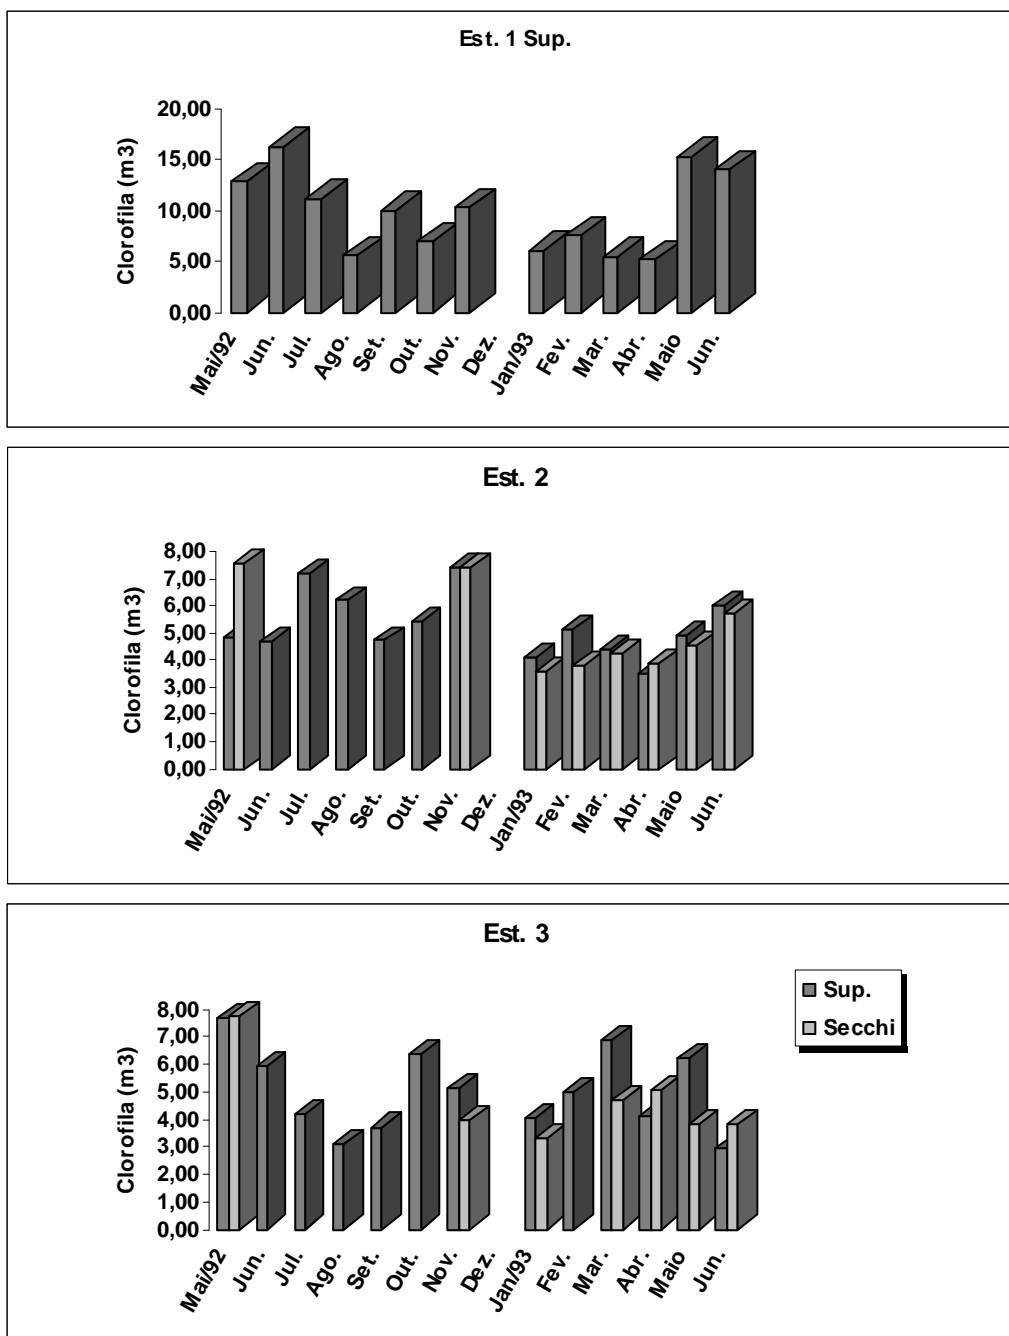 Est. 1 Sup.
Clorofila (m3)
20,00
15,00
10,00
5,00
0,00
Mai/92
Jun.
Jul.
Ago.
Set.
Out.
Nov.
Dez.
Jan/93
Fev.
Mar.
Abr.
Maio
Jun.
Est. 2
Clorofila (m3)
8,00
7,00
6,00
5,00
4,00
3,00
2,00
1,00
0,00
Mai/92
Jun.
Jul.
Ago.
Set.
Out.
Nov.
Dez.
Jan/93
Fev.
Mar.
Abr.
Maio
Jun.
Est. 3
Sup.
Secchi
Clorofila (m3)
8,00
7,00
6,00
5,00
4,00
3,00
2,00
1,00
0,00
Mai/92
Jun.
Jul.
Ago.
Set.
Out.
Nov.
Dez.
Jan/93
Fev.
Mar.
Abr.
Maio
Jun.